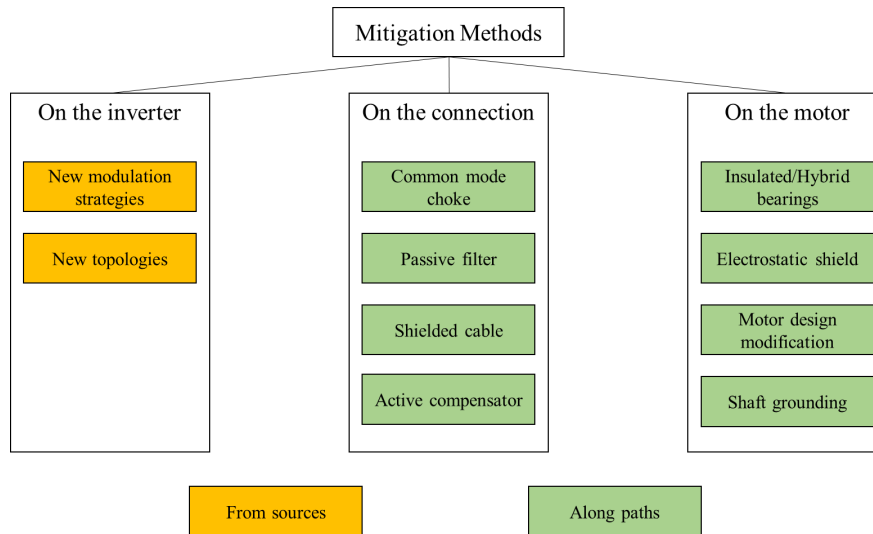 Mitigation Methods
On the inverter
New modulation
strategies
New topologies
On the connection
Common mode
choke
Passive filter
Shielded cable
Active compensator
On the motor
Insulated/Hybrid
bearings
Electrostatic shield
Motor design
modification
Shaft grounding
From sources
Along paths